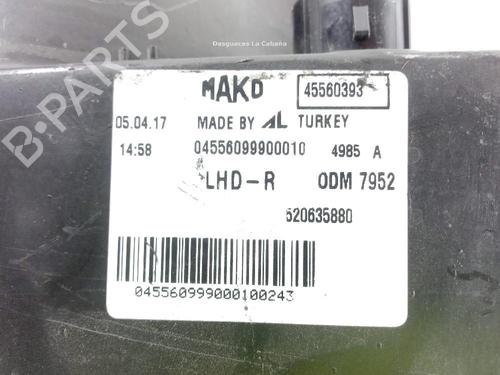 Desguaces La Cabaña
B-Parts
MAKO 45560393
05.04.17 MADE BY AL TURKEY
14:58 04556099900010 4985 A
LHD-R ODM 7952
520635880
045560999000100243